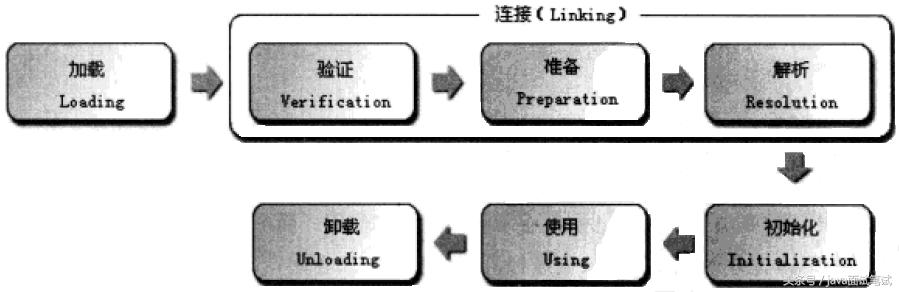 连接（Linking）
加载
Loading
验证
Verification
准备
Preparation
解析
Resolution
卸载
Unloading
使用
Using
初始化
Initialization
头条号 / java面试笔试